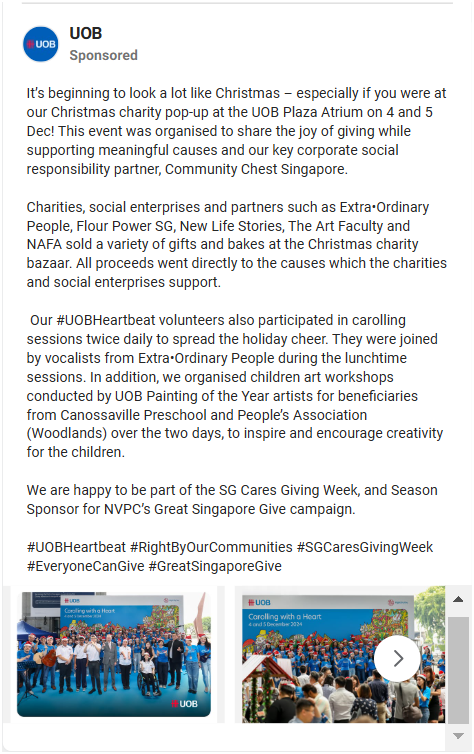 UOB
UOB
Sponsored
It's beginning to look a lot like Christmas – especially if you were at
our Christmas charity pop-up at the UOB Plaza Atrium on 4 and 5
Dec! This event was organised to share the joy of giving while
supporting meaningful causes and our key corporate social
responsibility partner, Community Chest Singapore.
Charities, social enterprises and partners such as Extra•Ordinary
People, Flour Power SG, New Life Stories, The Art Faculty and
NAFA sold a variety of gifts and bakes at the Christmas charity
bazaar. All proceeds went directly to the causes which the charities
and social enterprises support.
Our #UOBHeartbeat volunteers also participated in carolling
sessions twice daily to spread the holiday cheer. They were joined
by vocalists from Extra•Ordinary People during the lunchtime
sessions. In addition, we organised children art workshops
conducted by UOB Painting of the Year artists for beneficiaries
from Canossaville Preschool and People's Association
(Woodlands) over the two days, to inspire and encourage creativity
for the children.
We are happy to be part of the SG Cares Giving Week, and Season
Sponsor for NVPC's Great Singapore Give campaign.
#UOBHeartbeat #RightByOurCommunities #SGCaresGivingWeek
#EveryoneCanGive #GreatSingaporeGive
UOB
Carolling with a Heart
4 and 5 December 2024
UOB
UOB
Carolling with a Heart
4 and 5 December 2024